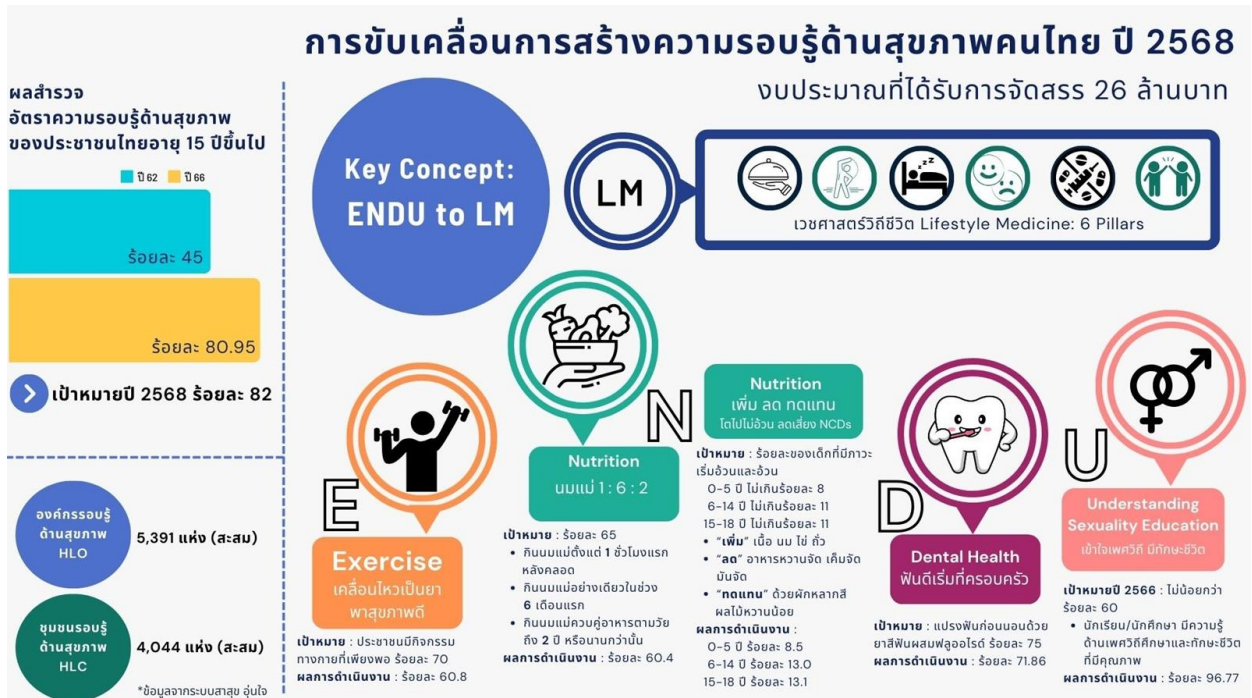 การขับเคลื่อนการสร้างความรอบรู้ด้านสุขภาพคนไทย ปี 2568
งบประมาณที่ได้รับการจัดสรร 26 ล้านบาท
ผลสำรวจ
อัตราความรอบรู้ด้านสุขภาพ
ของประชาชนไทยอายุ 15 ปีขึ้นไป
ปี 62 ปี 66
ร้อยละ 45
ร้อยละ 80.95
เป้าหมายปี 2568 ร้อยละ 82
องค์กรรอบรู้
ด้านสุขภาพ
HLO
5,391 แห่ง (สะสม)
ชุมชนรอบรู้
ด้านสุขภาพ
HLC
4,044 แห่ง (สะสม)
*ข้อมูลจากระบบสาสุข อุ่นใจ
Key Concept:
ENDU to LM
LM
เวชศาสตร์วิถีชีวิต Lifestyle Medicine: 6 Pillars
E
Exercise
เคลื่อนไหวเป็นยา
พาสุขภาพดี
เป้าหมาย : ประชาชนมีกิจกรรม
ทางกายที่เพียงพอ ร้อยละ 70
ผลการดำเนินงาน : ร้อยละ 60.8
N
Nutrition
นมแม่ 1 : 6 : 2
เป้าหมาย : ร้อยละ 65
• กินนมแม่ตั้งแต่ 1 ชั่วโมงแรก
หลังคลอด
• กินนมแม่อย่างเดียวในช่วง
6 เดือนแรก
• กินนมแม่ควบคู่อาหารตามวัย
ถึง 2 ปี หรือนานกว่านั้น
ผลการดำเนินงาน : ร้อยละ 60.4
Nutrition
เพิ่ม ลด ทดแทน
โตไปไม่อ้วน ลดเสี่ยง NCDs
เป้าหมาย : ร้อยละของเด็กที่มีภาวะ
เริ่มอ้วนและอ้วน
0-5 ปี ไม่เกินร้อยละ 8
6-14 ปี ไม่เกินร้อยละ 11
15-18 ปี ไม่เกินร้อยละ 11
• "เพิ่ม" เนื้อ นม ไข่ ถั่ว
• "ลด" อาหารหวานจัด เค็มจัด
มันจัด
• "ทดแทน" ด้วยผักหลากสี
ผลไม้หวานน้อย
ผลการดำเนินงาน :
0-5 ปี ร้อยละ 8.5
6-14 ปี ร้อยละ 13.0
15-18 ปี ร้อยละ 13.1
D
Dental Health
ฟันดีเริ่มที่ครอบครัว
เป้าหมาย : แปรงฟันก่อนนอนด้วย
ยาสีฟันผสมฟลูออไรด์ ร้อยละ 75
ผลการดำเนินงาน : ร้อยละ 71.86
U
Understanding
Sexuality Education
เข้าใจเพศวิถี มีทักษะชีวิต
เป้าหมายปี 2566 : ไม่น้อยกว่า
ร้อยละ 60
• นักเรียน/นักศึกษา มีความรู้
ด้านเพศวิถีศึกษาและทักษะชีวิต
ที่มีคุณภาพ
ผลการดำเนินงาน : ร้อยละ 96.77